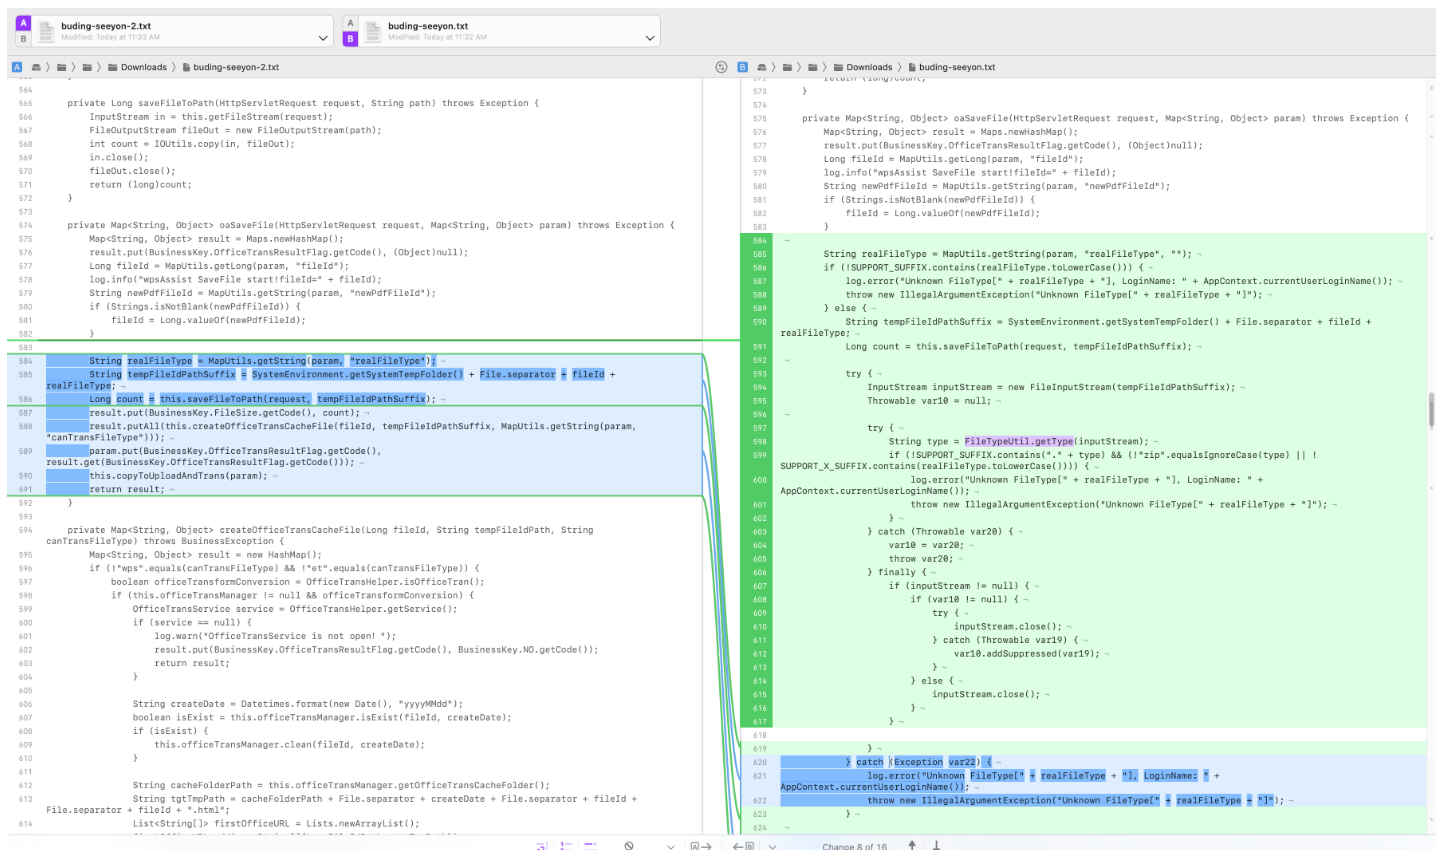 A
B
buding-seeyon-2.txt
Modified: Today at 11:33 AM
A
B
buding-seeyon.txt
Modified: Today at 11:32 AM
A 〉 〉 〉 Downloads 〉 buding-seeyon-2.txt
B 〉 〉 〉 Downloads 〉 buding-seeyon.txt
564
565 private Long saveFileToPath(HttpServletRequest request, String path) throws Exception {
566 InputStream in = this.getFileStream(request);
567 FileOutputStream fileOut = new FileOutputStream(path);
568 int count = IOUtils.copy(in, fileOut);
569 in.close();
570 fileOut.close();
571 return (long)count;
572 }
573
574 private Map<String, Object> oaSaveFile(HttpServletRequest request, Map<String, Object> param) throws Exception {
575 Map<String, Object> result = Maps.newHashMap();
576 result.put(BusinessKey.OfficeTransResultFlag.getCode(), (Object)null);
577 Long fileId = MapUtils.getLong(param, "fileId");
578 log.info("wpsAssist SaveFile start!fileId=" + fileId);
579 String newPdfFileId = MapUtils.getString(param, "newPdfFileId");
580 if (Strings.isNotBlank(newPdfFileId)) {
581 fileId = Long.valueOf(newPdfFileId);
582 }
583
584 String realFileType = MapUtils.getString(param, "realFileType"); ¬
585 String tempFileIdPathSuffix = SystemEnvironment.getSystemTempFolder() + File.separator + fileId +
realFileType; ¬
586 Long count = this.saveFileToPath(request, tempFileIdPathSuffix); ¬
587 result.put(BusinessKey.FileSize.getCode(), count); ¬
588 result.putAll(this.createOfficeTransCacheFile(fileId, tempFileIdPathSuffix, MapUtils.getString(param,
"canTransFileType"))); ¬
589 param.put(BusinessKey.OfficeTransResultFlag.getCode(),
result.get(BusinessKey.OfficeTransResultFlag.getCode())); ¬
590 this.copyToUploadAndTrans(param); ¬
591 return result; ¬
592 }
593
594 private Map<String, Object> createOfficeTransCacheFile(Long fileId, String tempFileIdPath, String
canTransFileType) throws BusinessException {
595 Map<String, Object> result = new HashMap();
596 if (!"wps".equals(canTransFileType) && !"et".equals(canTransFileType)) {
597 boolean officeTransformConversion = OfficeTransHelper.isOfficeTran();
598 if (this.officeTransManager != null && officeTransformConversion) {
599 OfficeTransService service = OfficeTransHelper.getService();
600 if (service == null) {
601 log.warn("OfficeTransService is not open! ");
602 result.put(BusinessKey.OfficeTransResultFlag.getCode(), BusinessKey.NO.getCode());
603 return result;
604 }
605
606 String createDate = Datetimes.format(new Date(), "yyyyMMdd");
607 boolean isExist = this.officeTransManager.isExist(fileId, createDate);
608 if (isExist) {
609 this.officeTransManager.clean(fileId, createDate);
610 }
611
612 String cacheFolderPath = this.officeTransManager.getOfficeTransCacheFolder();
613 String tgtTmpPath = cacheFolderPath + File.separator + createDate + File.separator + fileId +
File.separator + fileId + ".html";
614 List<String[]> firstOfficeURL = Lists.newArrayList();
572 return (long)count;
573 }
574
575 private Map<String, Object> oaSaveFile(HttpServletRequest request, Map<String, Object> param) throws Exception {
576 Map<String, Object> result = Maps.newHashMap();
577 result.put(BusinessKey.OfficeTransResultFlag.getCode(), (Object)null);
578 Long fileId = MapUtils.getLong(param, "fileId");
579 log.info("wpsAssist SaveFile start!fileId=" + fileId);
580 String newPdfFileId = MapUtils.getString(param, "newPdfFileId");
581 if (Strings.isNotBlank(newPdfFileId)) {
582 fileId = Long.valueOf(newPdfFileId);
583 }
584 ¬
585 String realFileType = MapUtils.getString(param, "realFileType", ""); ¬
586 if (!SUPPORT_SUFFIX.contains(realFileType.toLowerCase())) { ¬
587 log.error("Unknown FileType[" + realFileType + "], LoginName: " + AppContext.currentUserLoginName()); ¬
588 throw new IllegalArgumentException("Unknown FileType[" + realFileType + "]"); ¬
589 } else { ¬
590 String tempFileIdPathSuffix = SystemEnvironment.getSystemTempFolder() + File.separator + fileId +
realFileType; ¬
591 Long count = this.saveFileToPath(request, tempFileIdPathSuffix); ¬
592 ¬
593 try { ¬
594 InputStream inputStream = new FileInputStream(tempFileIdPathSuffix); ¬
595 Throwable var10 = null; ¬
596 ¬
597 try { ¬
598 String type = FileTypeUtil.getType(inputStream); ¬
599 if (!SUPPORT_SUFFIX.contains("." + type) && (!"zip".equalsIgnoreCase(type) || !
SUPPORT_X_SUFFIX.contains(realFileType.toLowerCase()))) { ¬
600 log.error("Unknown FileType[" + realFileType + "], LoginName: " +
AppContext.currentUserLoginName()); ¬
601 throw new IllegalArgumentException("Unknown FileType[" + realFileType + "]"); ¬
602 } ¬
603 } catch (Throwable var20) { ¬
604 var10 = var20; ¬
605 throw var20; ¬
606 } finally { ¬
607 if (inputStream != null) { ¬
608 if (var10 != null) { ¬
609 try { ¬
610 inputStream.close(); ¬
611 } catch (Throwable var19) { ¬
612 var10.addSuppressed(var19); ¬
613 } ¬
614 } else { ¬
615 inputStream.close(); ¬
616 } ¬
617 } ¬
618
619 } ¬
620 } catch (Exception var22) { ¬
621 log.error("Unknown FileType[" + realFileType + "], LoginName: " +
AppContext.currentUserLoginName()); ¬
622 throw new IllegalArgumentException("Unknown FileType[" + realFileType + "]"); ¬
623 } ¬
624 ¬
A→ ←B Change 8 of 16